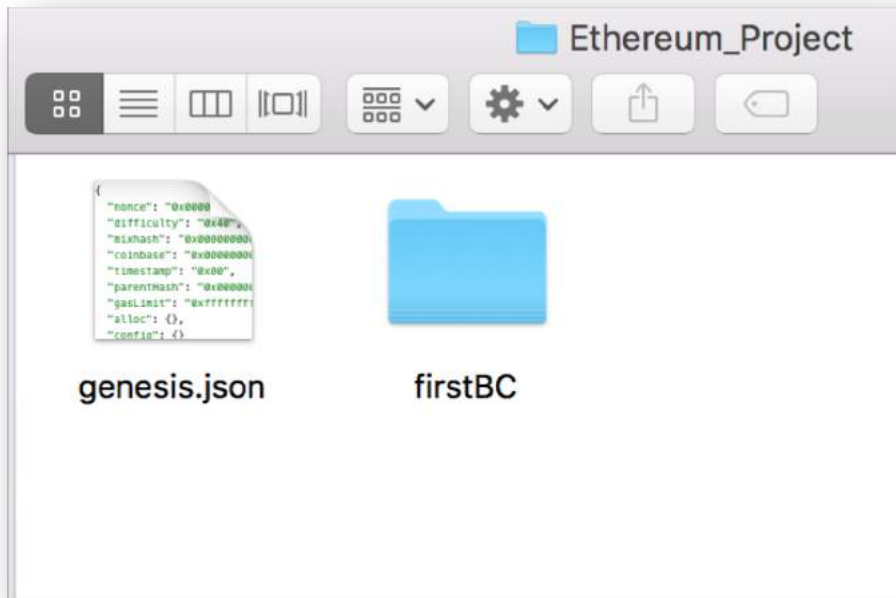 Ethereum_Project
{
"nonce": "0x0000
"difficulty": "0x40",
"mixhash": "0x00000000
"coinbase": "0x0000000
"timestamp": "0x00",
"parentHash": "0x00000
"gasLimit": "0xfffffff
"alloc": {},
"config": {}
genesis.json
firstBC